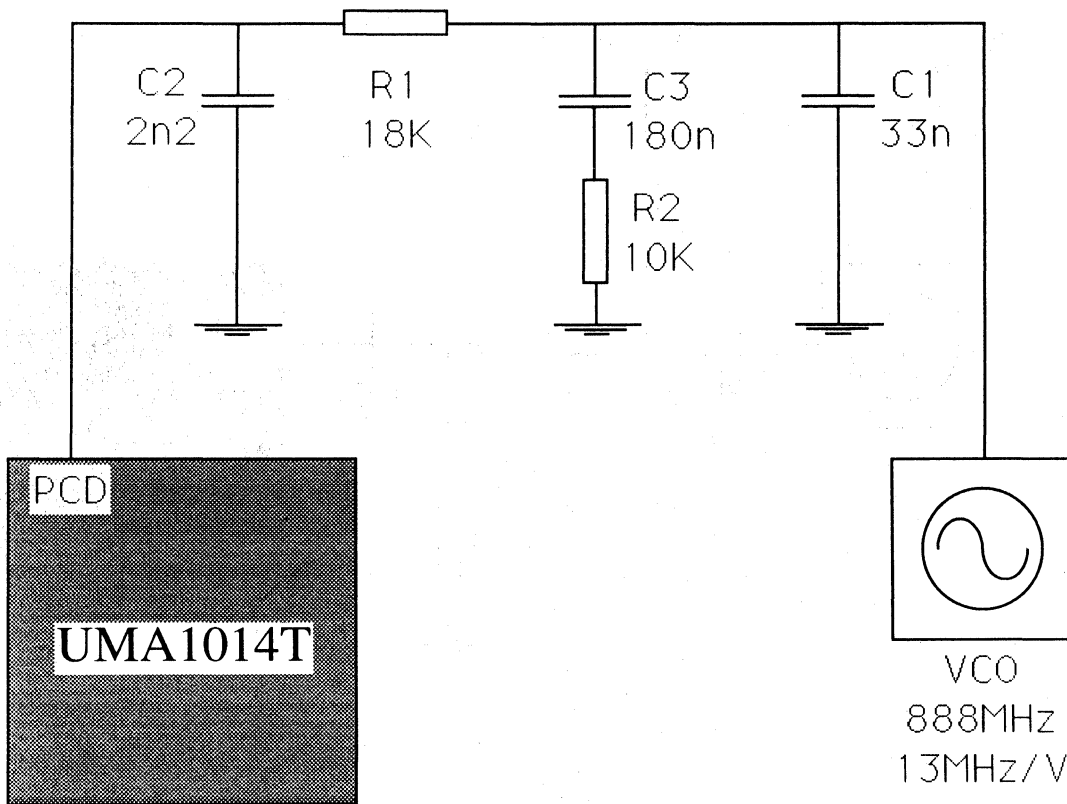 C2
2n2
R1
18K
C3
180n
R2
10K
C1
33n
PCD
UMA1014T
VCO
888MHz
13MHz/V